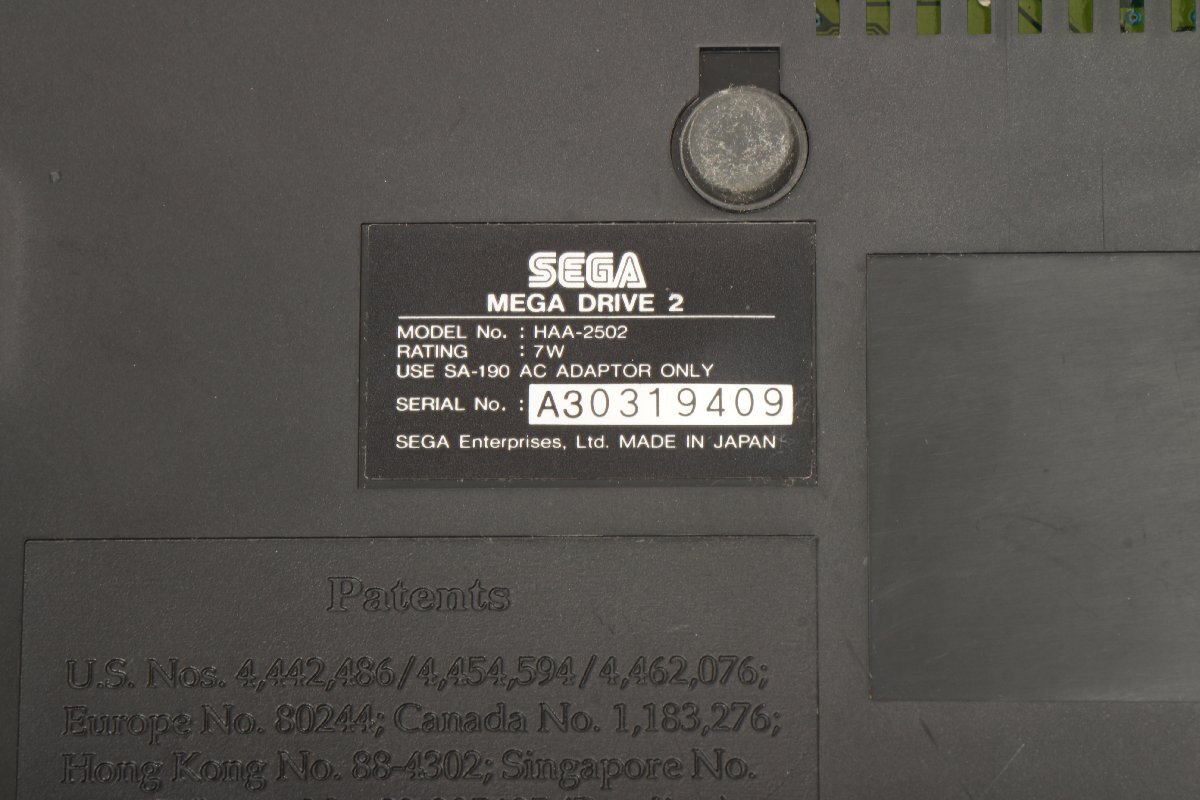 SEGA
MEGA DRIVE 2
MODEL No. : HAA-2502
RATING : 7W
USE SA-190 AC ADAPTOR ONLY
SERIAL No. : A30319409
SEGA Enterprises, Ltd. MADE IN JAPAN
Patents
U.S. Nos. 4,442,486/4,454,594/4,462,076;
Europe No. 80244; Canada No. 1,183,276;
Hong Kong No. 88-4302; Singapore No.